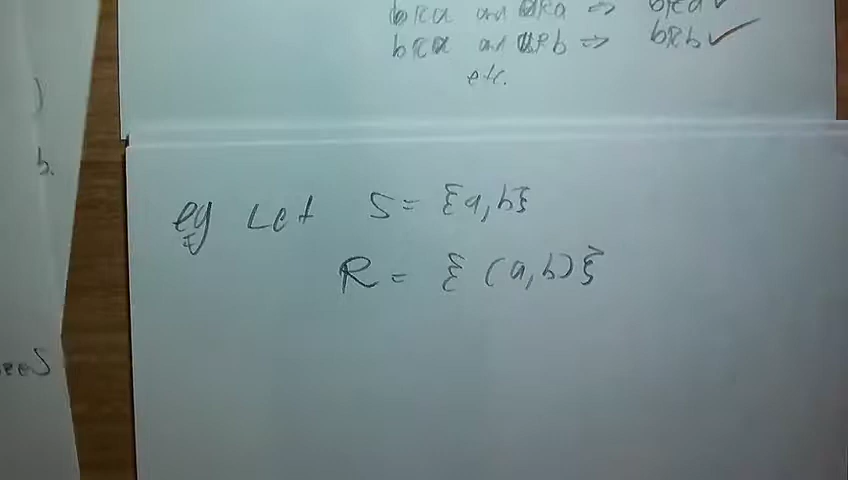 bRa and aRa => bRa ✓
bRa and aRb => bRb ✓
etc.
)
b.
eg Let S = {a,b}
R = { (a,b)}